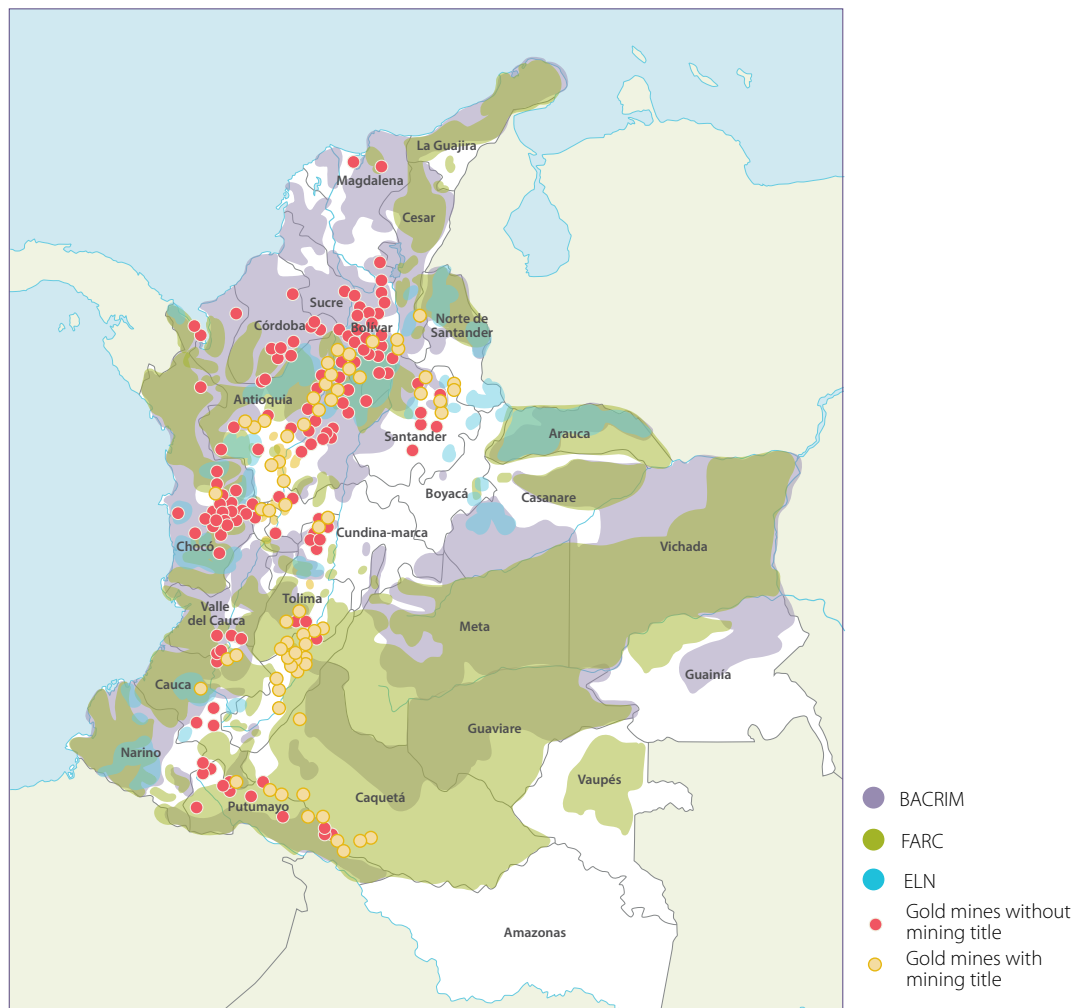 La Guajira
Magdalena
Cesar
Sucre
Córdoba
Bolivar
Norte de
Santander
Antioquia
Santander
Arauca
Boyacá
Casanare
Cundina-marca
Chocó
Vichada
Tolima
Valle
del Cauca
Meta
Guainía
Cauca
Guaviare
Narino
Vaupés
Caquetá
Putumayo
Amazonas
BACRIM
FARC
ELN
Gold mines without
mining title
Gold mines with
mining title